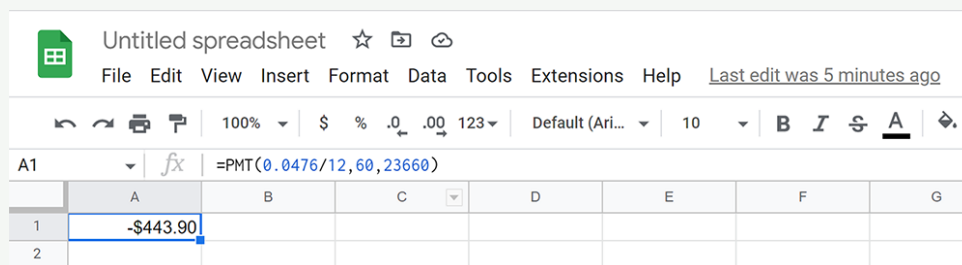 Untitled spreadsheet
File Edit View Insert Format Data Tools Extensions Help Last edit was 5 minutes ago
100% $ % .0 .00 123 Default (Ari... 10 B I S A
A1 fx =PMT(0.0476/12,60,23660)
A B C D E F G
1 -$443.90
2